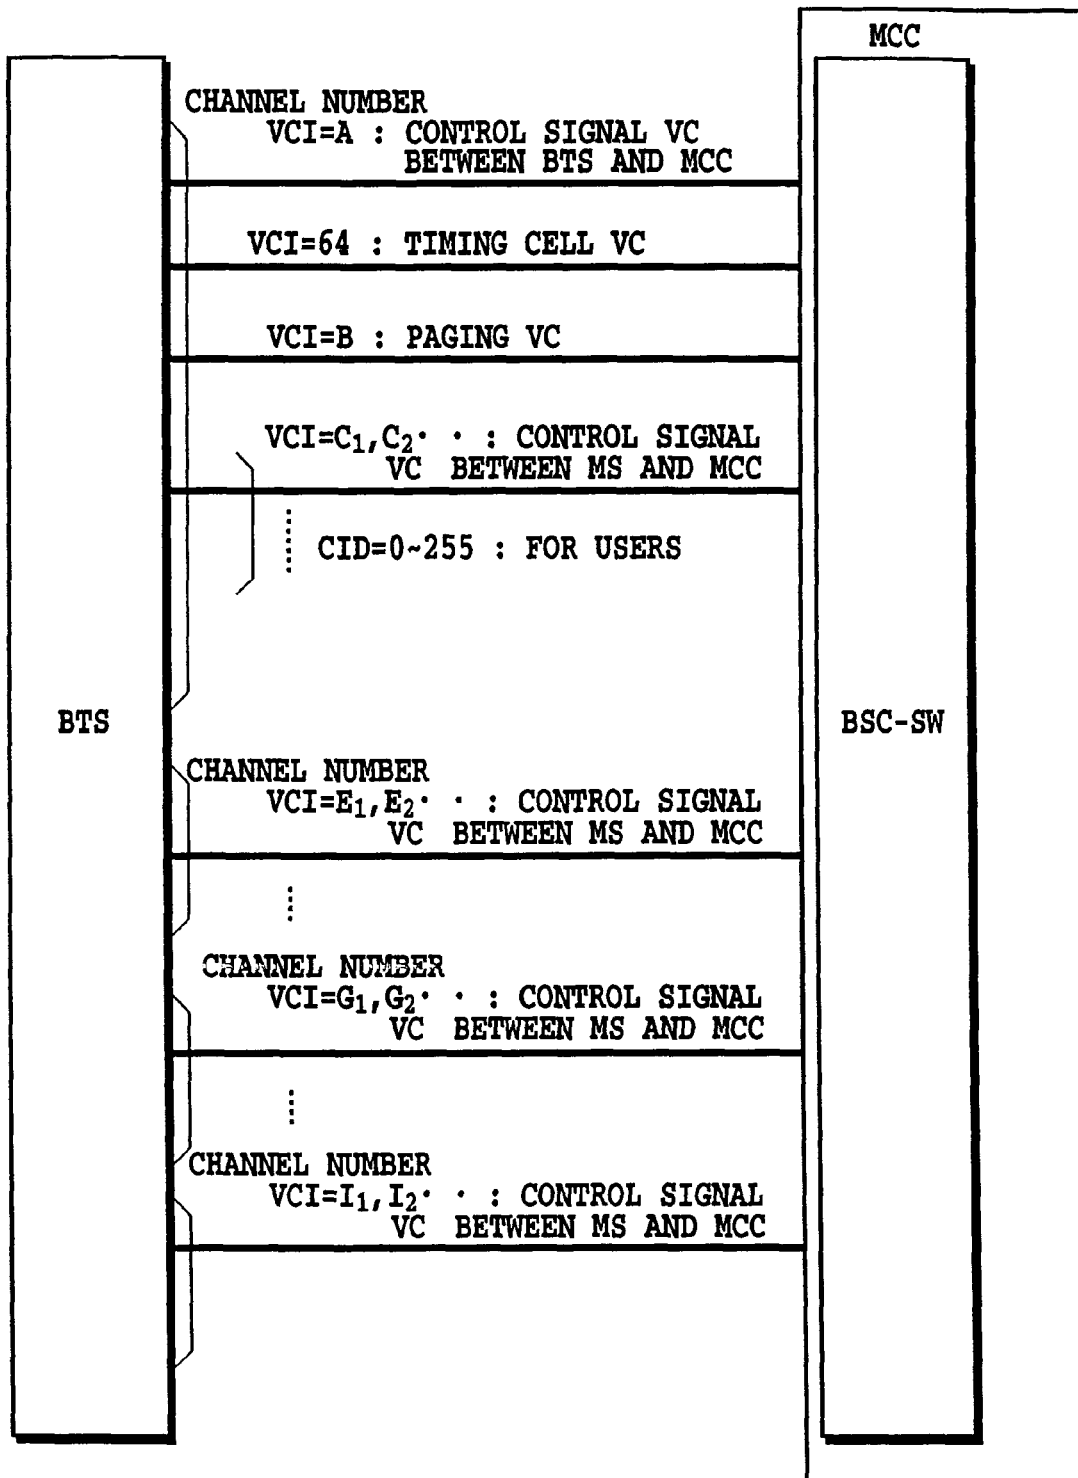 MCC
CHANNEL NUMBER
VCI=A : CONTROL SIGNAL VC
BETWEEN BTS AND MCC
VCI=64 : TIMING CELL VC
VCI=B : PAGING VC
VCI=C₁,C₂· · : CONTROL SIGNAL
VC BETWEEN MS AND MCC
CID=0~255 : FOR USERS
BTS
BSC-SW
CHANNEL NUMBER
VCI=E₁,E₂· · : CONTROL SIGNAL
VC BETWEEN MS AND MCC
CHANNEL NUMBER
VCI=G₁,G₂· · : CONTROL SIGNAL
VC BETWEEN MS AND MCC
CHANNEL NUMBER
VCI=I₁,I₂· · : CONTROL SIGNAL
VC BETWEEN MS AND MCC